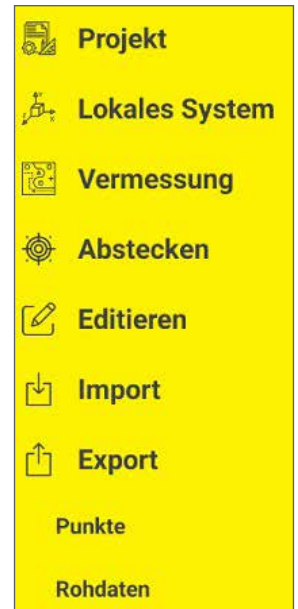 Projekt
Lokales System
Vermessung
Abstecken
Editieren
Import
Export
Punkte
Rohdaten